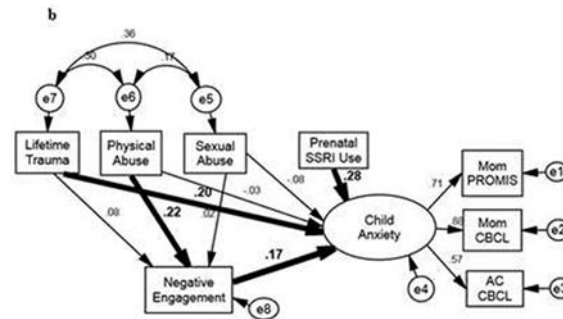 b
.36
.50
.17
e7
e6
e5
Lifetime
Trauma
Physical
Abuse
Sexual
Abuse
Prenatal
SSRI Use
Mom
PROMIS
e1
.28
-.08
.71
.20
-.03
Child
Anxiety
.88
Mom
CBCL
e2
.08
.22
.02
.17
.57
Negative
Engagement
e8
e4
AC
CBCL
e3